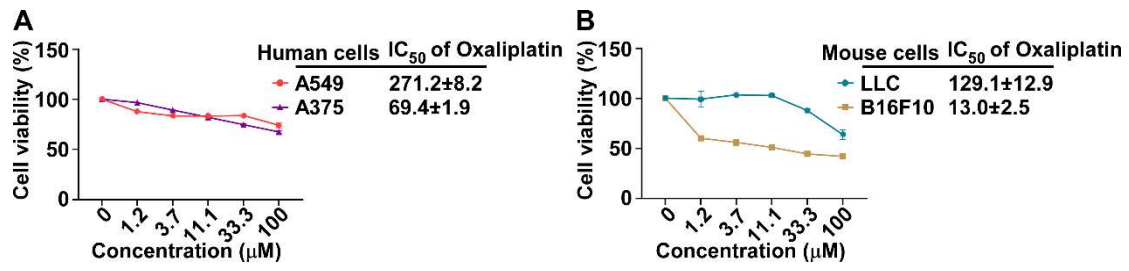 A
Cell viability (%)
150
100
50
0
0 1.2 3.7 11.1 33.3 100
Concentration (μM)
Human cells IC50 of Oxaliplatin
A549 271.2±8.2
A375 69.4±1.9
B
Cell viability (%)
150
100
50
0
0 1.2 3.7 11.1 33.3 100
Concentration (μM)
Mouse cells IC50 of Oxaliplatin
LLC 129.1±12.9
B16F10 13.0±2.5